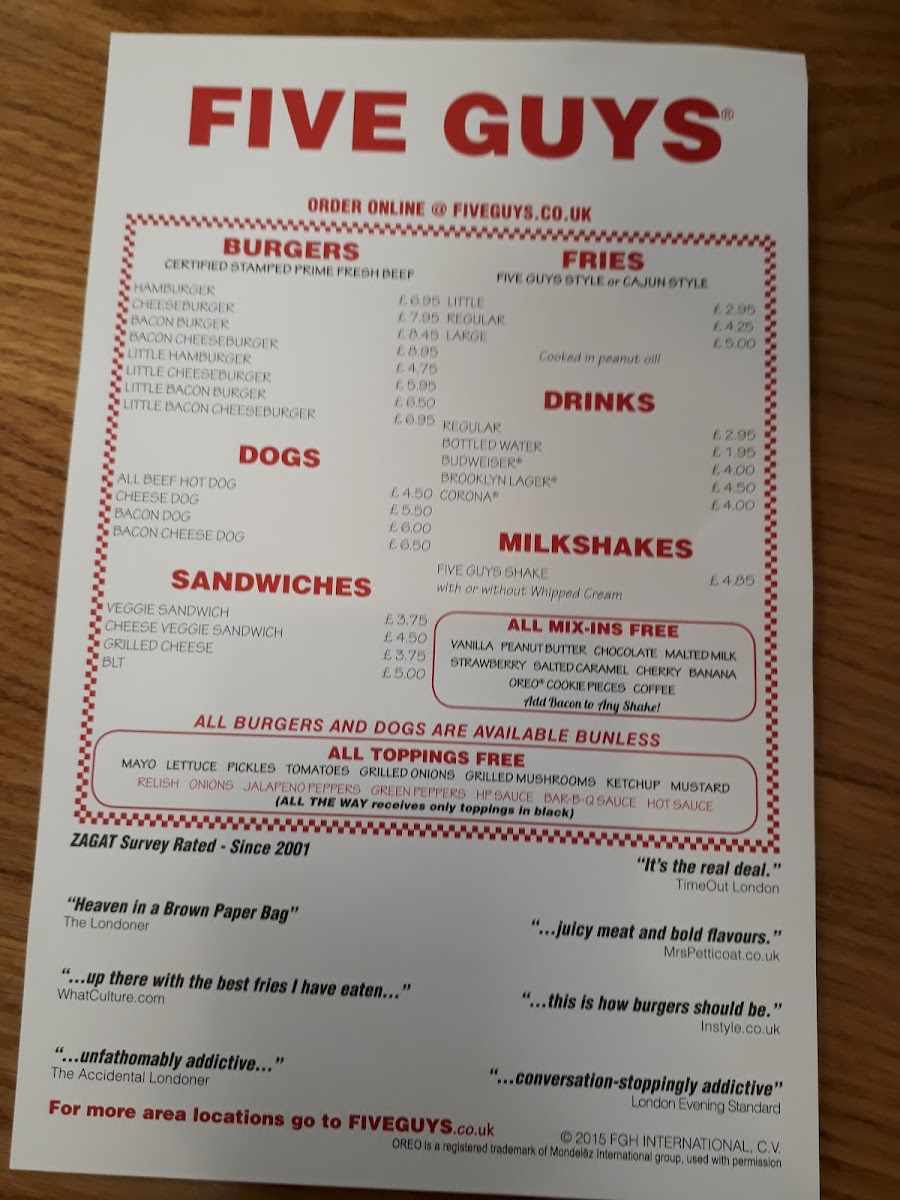 FIVE GUYS®
ORDER ONLINE @ FIVEGUYS.CO.UK
BURGERS
CERTIFIED STAMPED PRIME FRESH BEEF
HAMBURGER £ 6.95
CHEESEBURGER £ 7.95
BACON BURGER £ 8.45
BACON CHEESEBURGER £ 8.95
LITTLE HAMBURGER £ 4.75
LITTLE CHEESEBURGER £ 5.95
LITTLE BACON BURGER £ 6.50
LITTLE BACON CHEESEBURGER £ 6.95
DOGS
ALL BEEF HOT DOG £ 4.50
CHEESE DOG £ 5.50
BACON DOG £ 6.00
BACON CHEESE DOG £ 6.50
SANDWICHES
VEGGIE SANDWICH £ 3.75
CHEESE VEGGIE SANDWICH £ 4.50
GRILLED CHEESE £ 3.75
BLT £ 5.00
FRIES
FIVE GUYS STYLE or CAJUN STYLE
LITTLE £ 2.95
REGULAR £ 4.25
LARGE £ 5.00
Cooked in peanut oil!
DRINKS
REGULAR £ 2.95
BOTTLED WATER £ 1.95
BUDWEISER® £ 4.00
BROOKLYN LAGER® £ 4.50
CORONA® £ 4.00
MILKSHAKES
FIVE GUYS SHAKE £ 4.85
with or without Whipped Cream
ALL MIX-INS FREE
VANILLA PEANUT BUTTER CHOCOLATE MALTED MILK
STRAWBERRY SALTED CARAMEL CHERRY BANANA
OREO® COOKIE PIECES COFFEE
Add Bacon to Any Shake!
ALL BURGERS AND DOGS ARE AVAILABLE BUNLESS
ALL TOPPINGS FREE
MAYO LETTUCE PICKLES TOMATOES GRILLED ONIONS GRILLED MUSHROOMS KETCHUP MUSTARD
RELISH ONIONS JALAPENO PEPPERS GREEN PEPPERS HP SAUCE BAR-B-Q SAUCE HOT SAUCE
(ALL THE WAY receives only toppings in black)
ZAGAT Survey Rated - Since 2001
"It's the real deal."
TimeOut London
"Heaven in a Brown Paper Bag"
The Londoner
"...juicy meat and bold flavours."
MrsPetticoat.co.uk
"...up there with the best fries I have eaten..."
WhatCulture.com
"...this is how burgers should be."
Instyle.co.uk
"...unfathomably addictive..."
The Accidental Londoner
"...conversation-stoppingly addictive"
London Evening Standard
For more area locations go to FIVEGUYS.co.uk
© 2015 FGH INTERNATIONAL, C.V.
OREO is a registered trademark of Mondelēz International group, used with permission